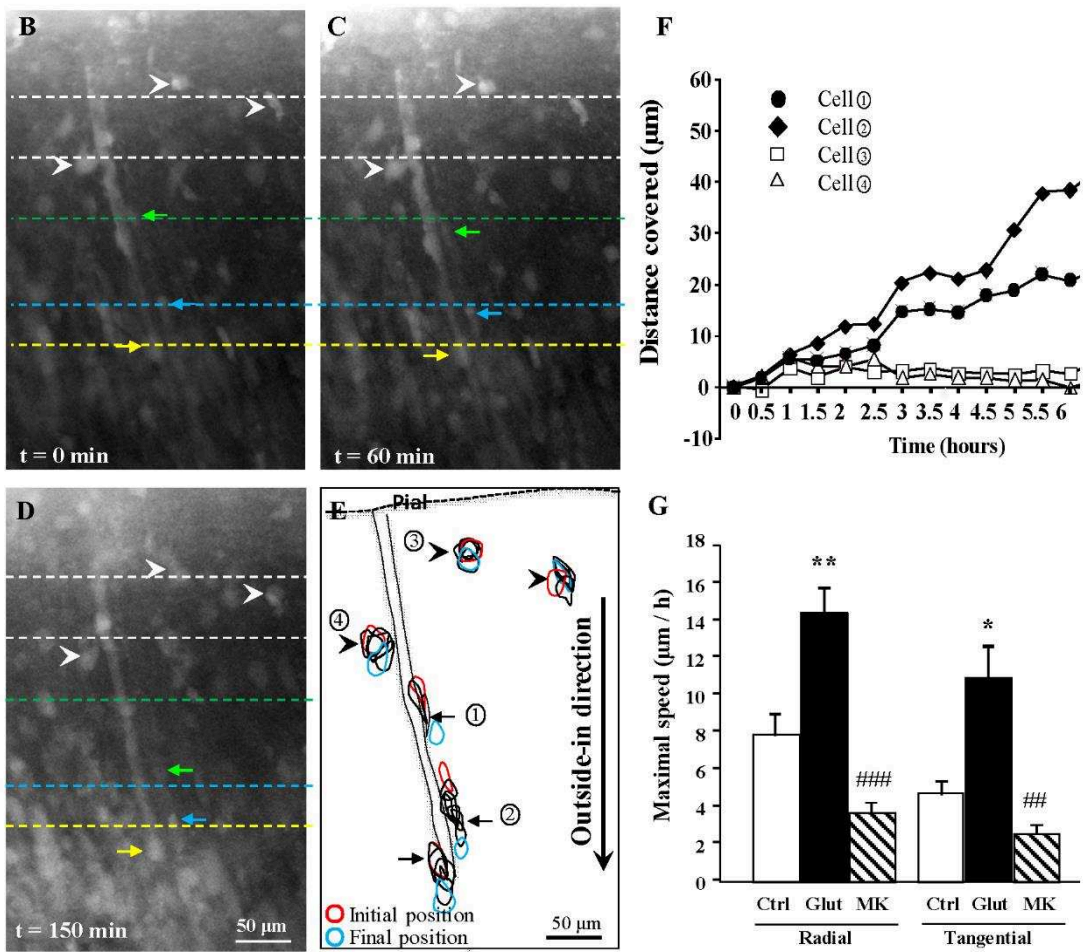 B
t = 0 min
C
t = 60 min
D
t = 150 min
50 µm
E
Pial
③
④
①
②
Outside-in direction
Initial position
Final position
50 µm
F
Distance covered (µm)
60
50
40
30
20
10
0
-10
Cell①
Cell②
Cell③
Cell④
0 0.5 1 1.5 2 2.5 3 3.5 4 4.5 5 5.5 6
Time (hours)
G
Maximal speed (µm / h)
18
16
14
12
10
8
6
4
2
0
**
###
*
##
Ctrl Glut MK Ctrl Glut MK
Radial Tangential